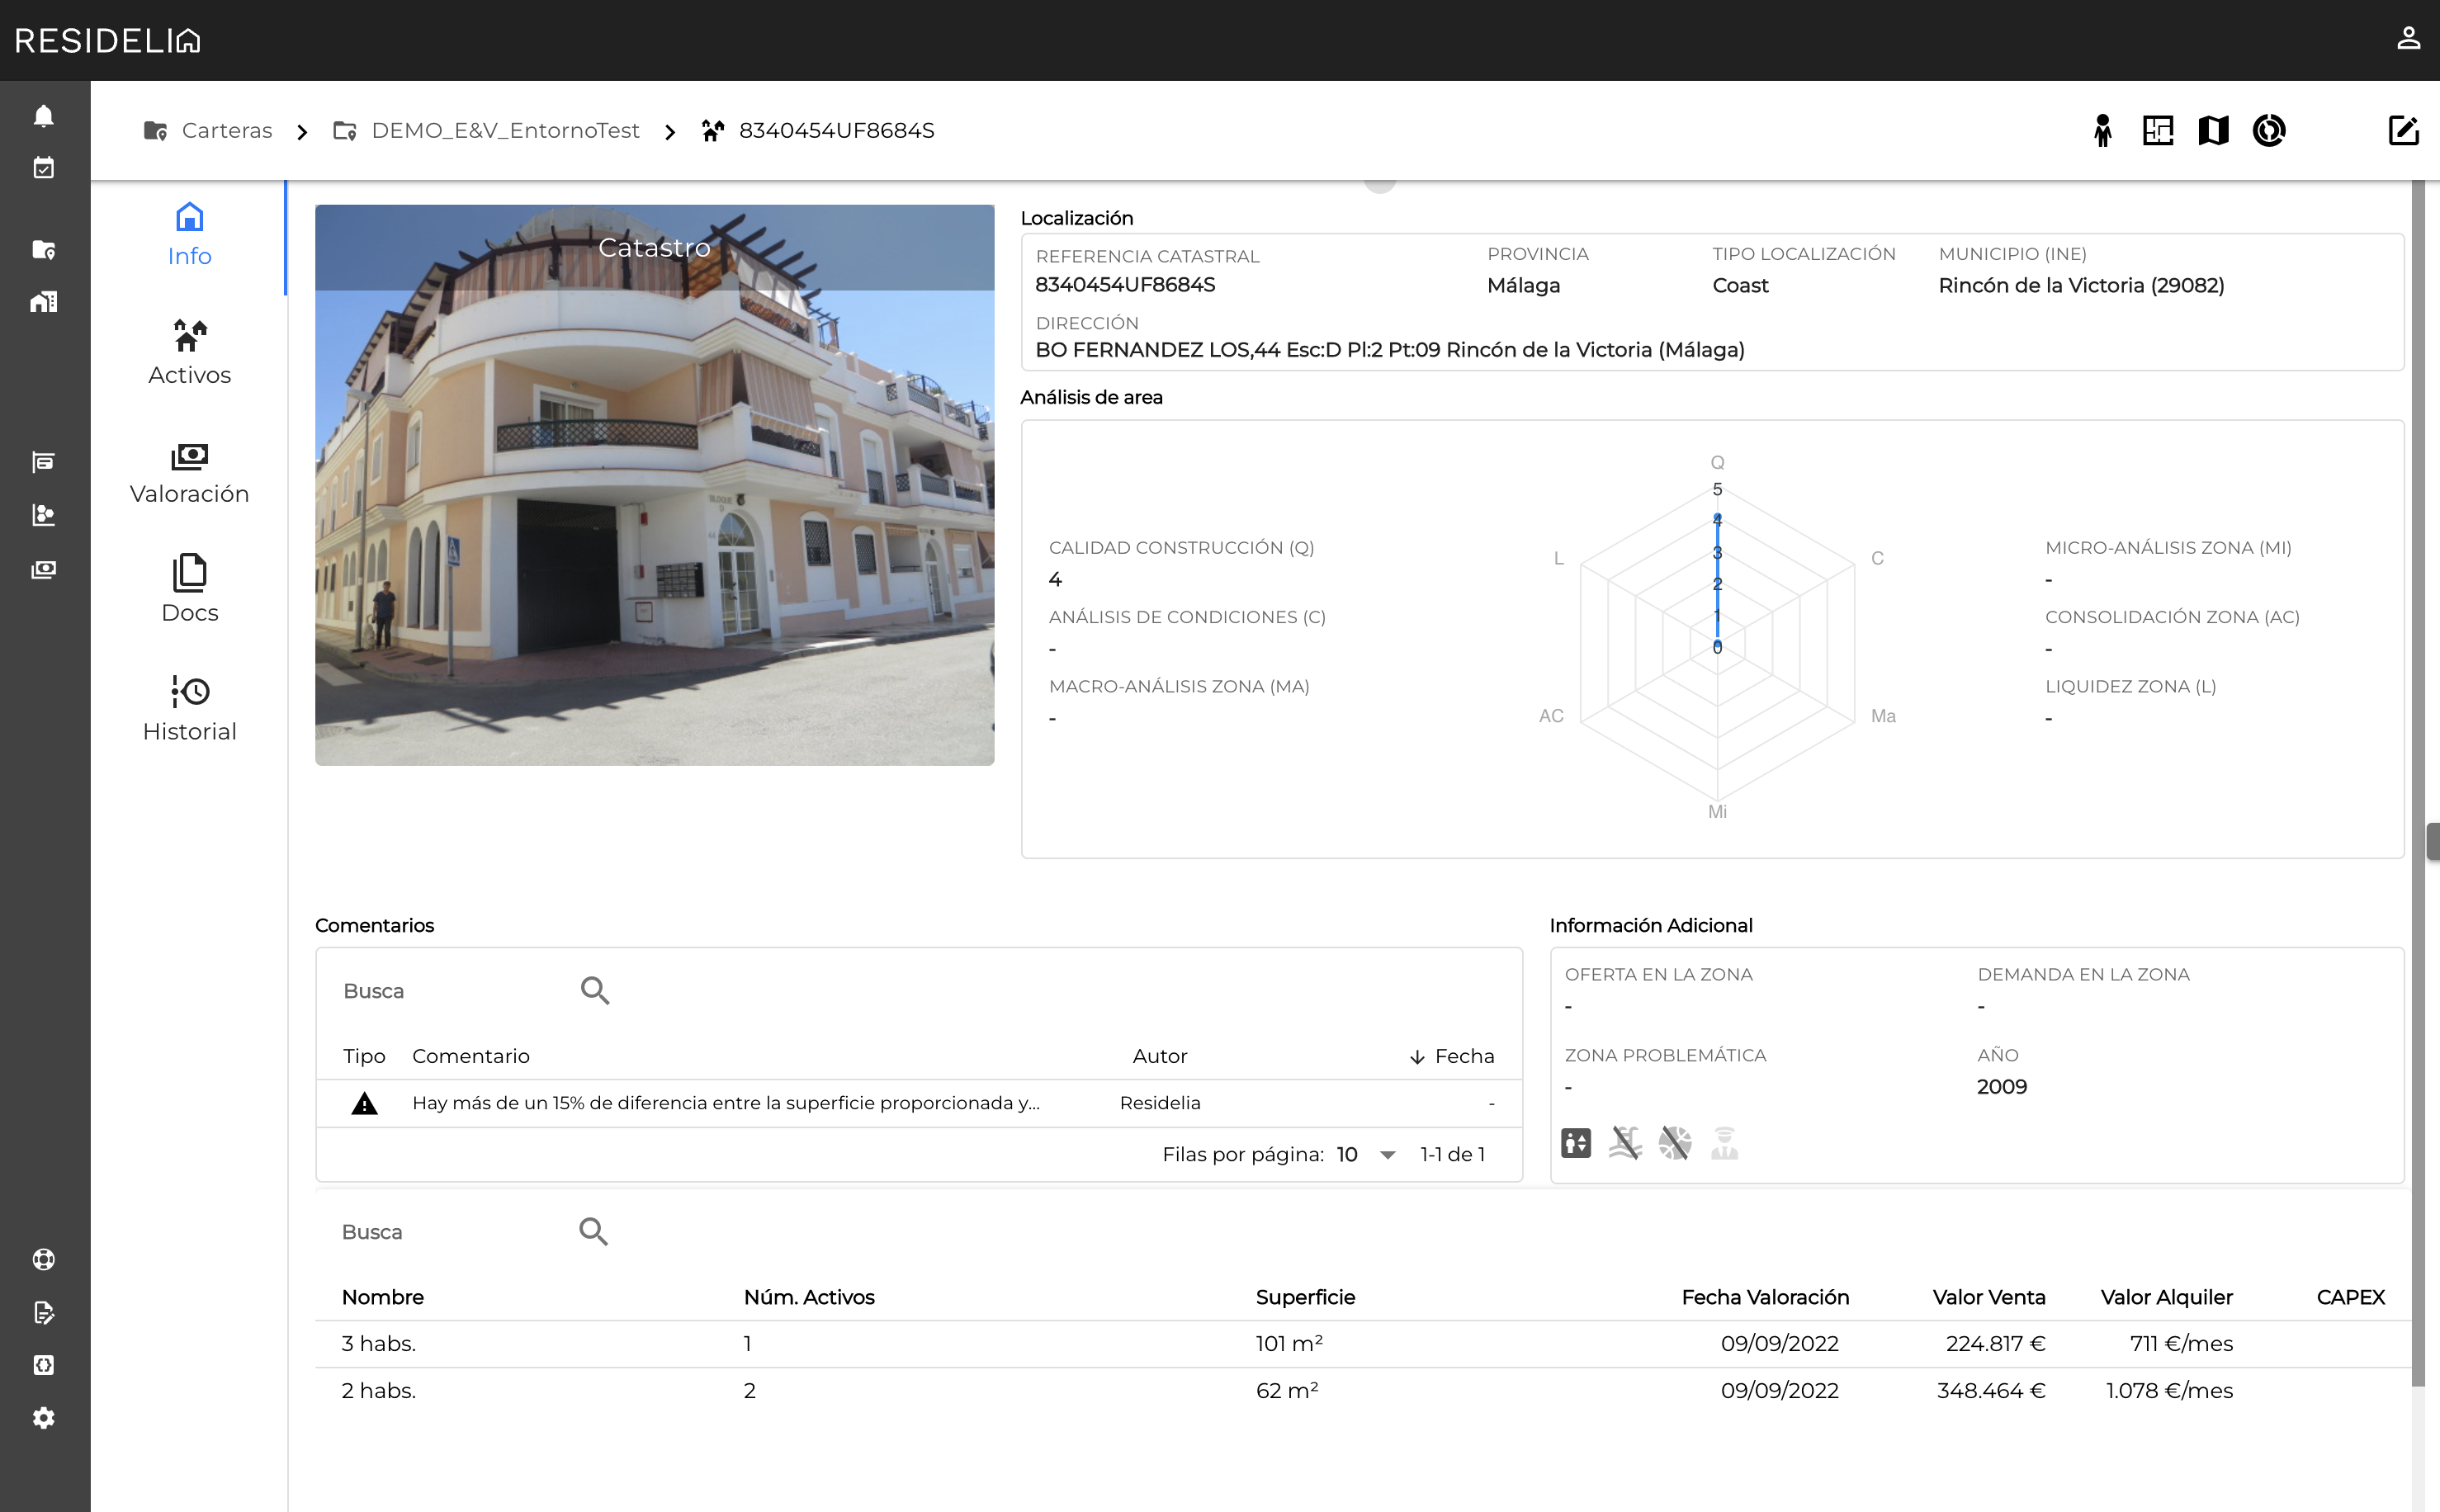 RESIDELIA
Carteras
DEMO_E&V_EntornoTest
8340454UF8684S
Info
Activos
Valoración
Docs
Historial
Catastro
Localización
REFERENCIA CATASTRAL
8340454UF8684S
PROVINCIA
Málaga
TIPO LOCALIZACIÓN
Coast
MUNICIPIO (INE)
Rincón de la Victoria (29082)
DIRECCIÓN
BO FERNANDEZ LOS,44 Esc:D Pl:2 Pt:09 Rincón de la Victoria (Málaga)
Análisis de area
CALIDAD CONSTRUCCIÓN (Q)
4
ANÁLISIS DE CONDICIONES (C)
-
MACRO-ANÁLISIS ZONA (MA)
-
Q
5
4
3
2
1
0
L
C
AC
Ma
Mi
MICRO-ANÁLISIS ZONA (MI)
-
CONSOLIDACIÓN ZONA (AC)
-
LIQUIDEZ ZONA (L)
-
Comentarios
Busca
Tipo Comentario Autor Fecha
Hay más de un 15% de diferencia entre la superficie proporcionada y... Residelia -
Filas por página: 10 1-1 de 1
Información Adicional
OFERTA EN LA ZONA
-
DEMANDA EN LA ZONA
-
ZONA PROBLEMÁTICA
-
AÑO
2009
Busca
Nombre Núm. Activos Superficie Fecha Valoración Valor Venta Valor Alquiler CAPEX
3 habs. 1 101 m² 09/09/2022 224.817 € 711 €/mes
2 habs. 2 62 m² 09/09/2022 348.464 € 1.078 €/mes